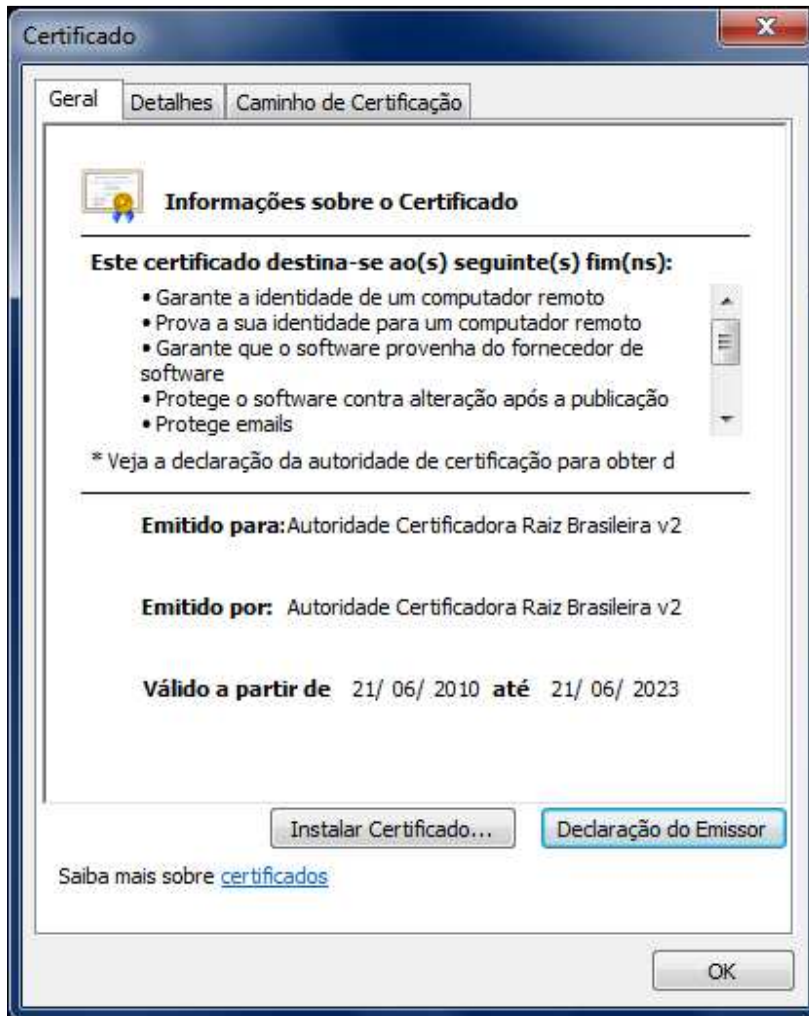 Certificado
Geral
Detalhes
Caminho de Certificação
Informações sobre o Certificado
Este certificado destina-se ao(s) seguinte(s) fim(ns):
• Garante a identidade de um computador remoto
• Prova a sua identidade para um computador remoto
• Garante que o software provenha do fornecedor de
software
• Protege o software contra alteração após a publicação
• Protege emails
* Veja a declaração da autoridade de certificação para obter d
Emitido para: Autoridade Certificadora Raiz Brasileira v2
Emitido por: Autoridade Certificadora Raiz Brasileira v2
Válido a partir de 21/ 06/ 2010 até 21/ 06/ 2023
Instalar Certificado...
Declaração do Emissor
Saiba mais sobre certificados
OK